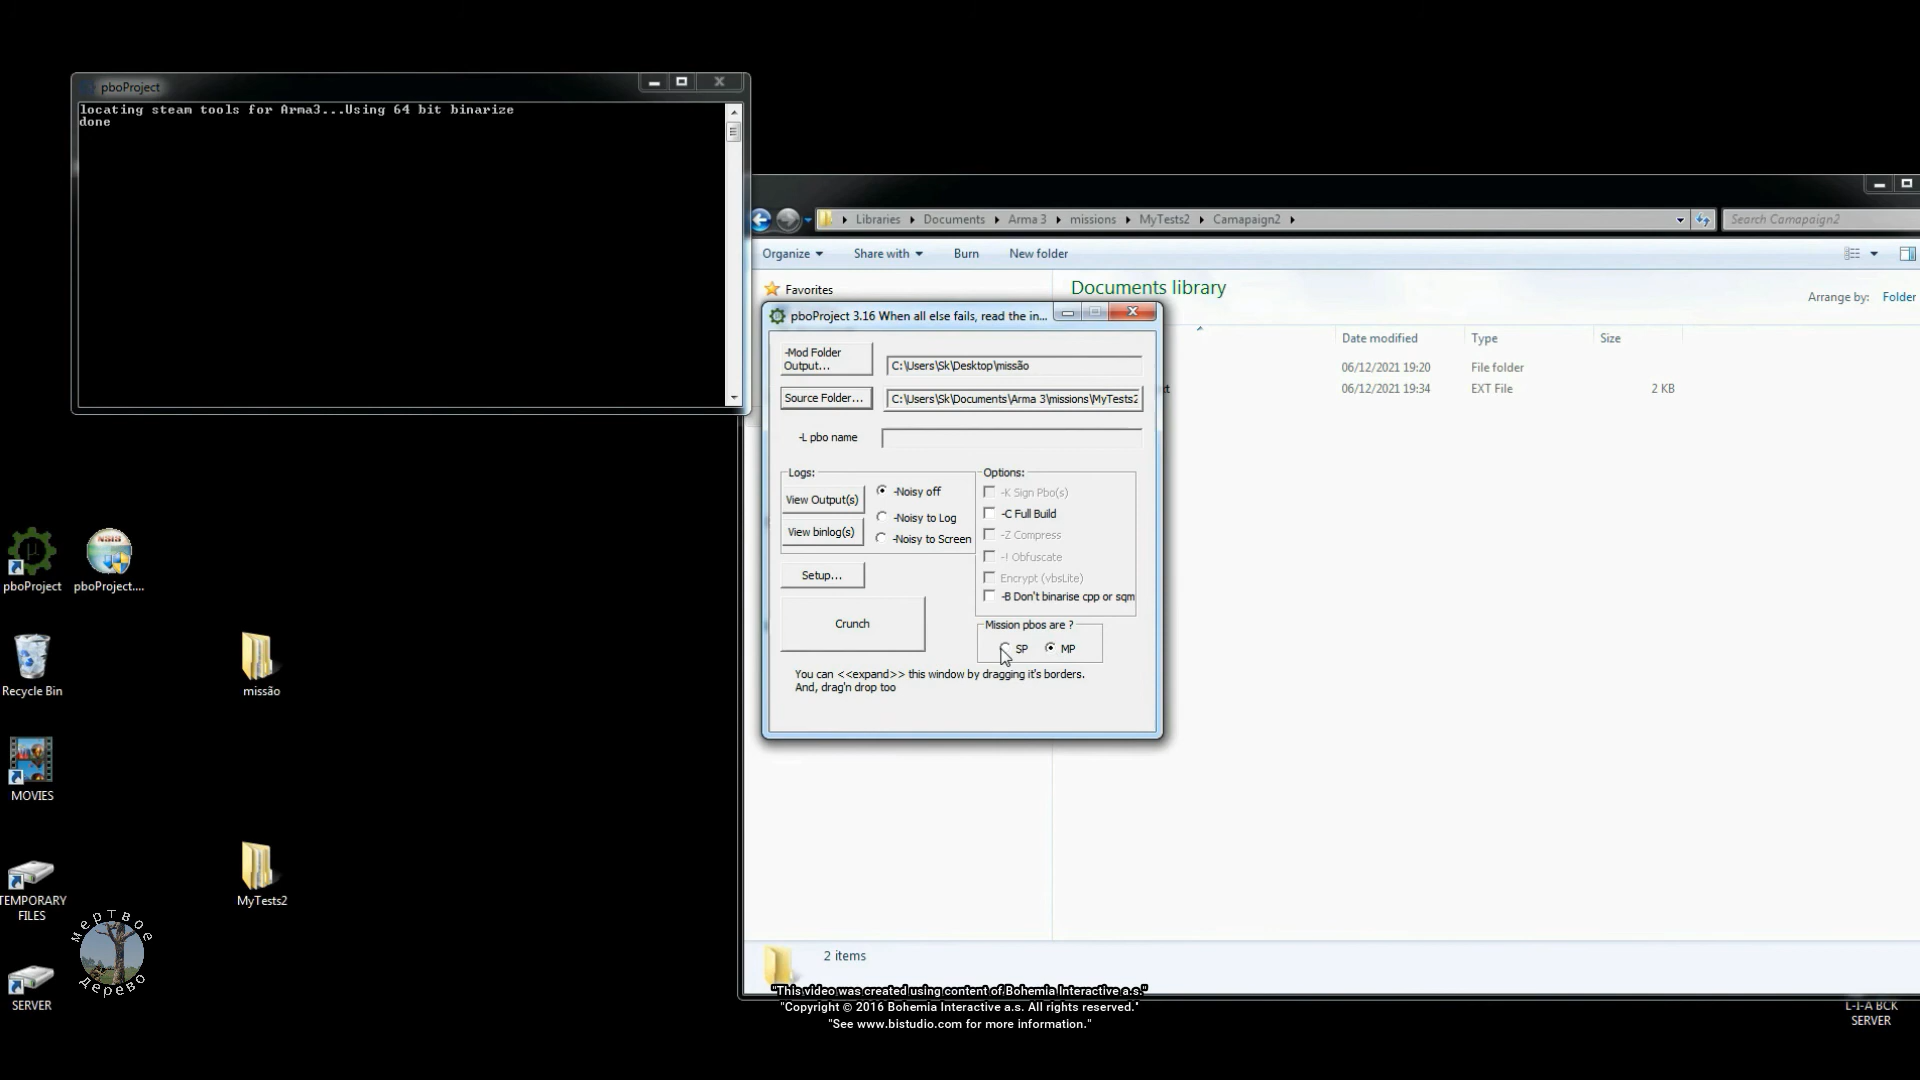 pboProject
locating steam tools for Arma3...Using 64 bit binarize
done
Libraries Documents Arma 3 missions MyTests2 Camapaign2
Search Camapaign2
Organize Share with Burn New folder
Favorites
Documents library
Arrange by: Folder
Date modified Type Size
06/12/2021 19:20 File folder
06/12/2021 19:34 EXT File 2 KB
pboProject 3.16 When all else fails, read the in...
-Mod Folder
Output...
C:\Users\Sk\Desktop\missão
Source Folder...
C:\Users\Sk\Documents\Arma 3\missions\MyTests2
-L pbo name
Logs:
View Output(s)
View binlog(s)
-Noisy off
-Noisy to Log
-Noisy to Screen
Options:
-K Sign Pbo(s)
-C Full Build
-Z Compress
-! Obfuscate
Encrypt (vbsLite)
-B Don't binarise cpp or sqm
Setup...
Crunch
Mission pbos are ?
SP MP
You can <<expand>> this window by dragging it's borders.
And, drag'n drop too
pboProject
pboProject....
Recycle Bin
missão
MOVIES
MyTests2
TEMPORARY
FILES
мертвое
дерево
SERVER
2 items
"This video was created using content of Bohemia Interactive a.s."
"Copyright © 2016 Bohemia Interactive a.s. All rights reserved."
"See www.bistudio.com for more information."
L-I-A BCK
SERVER